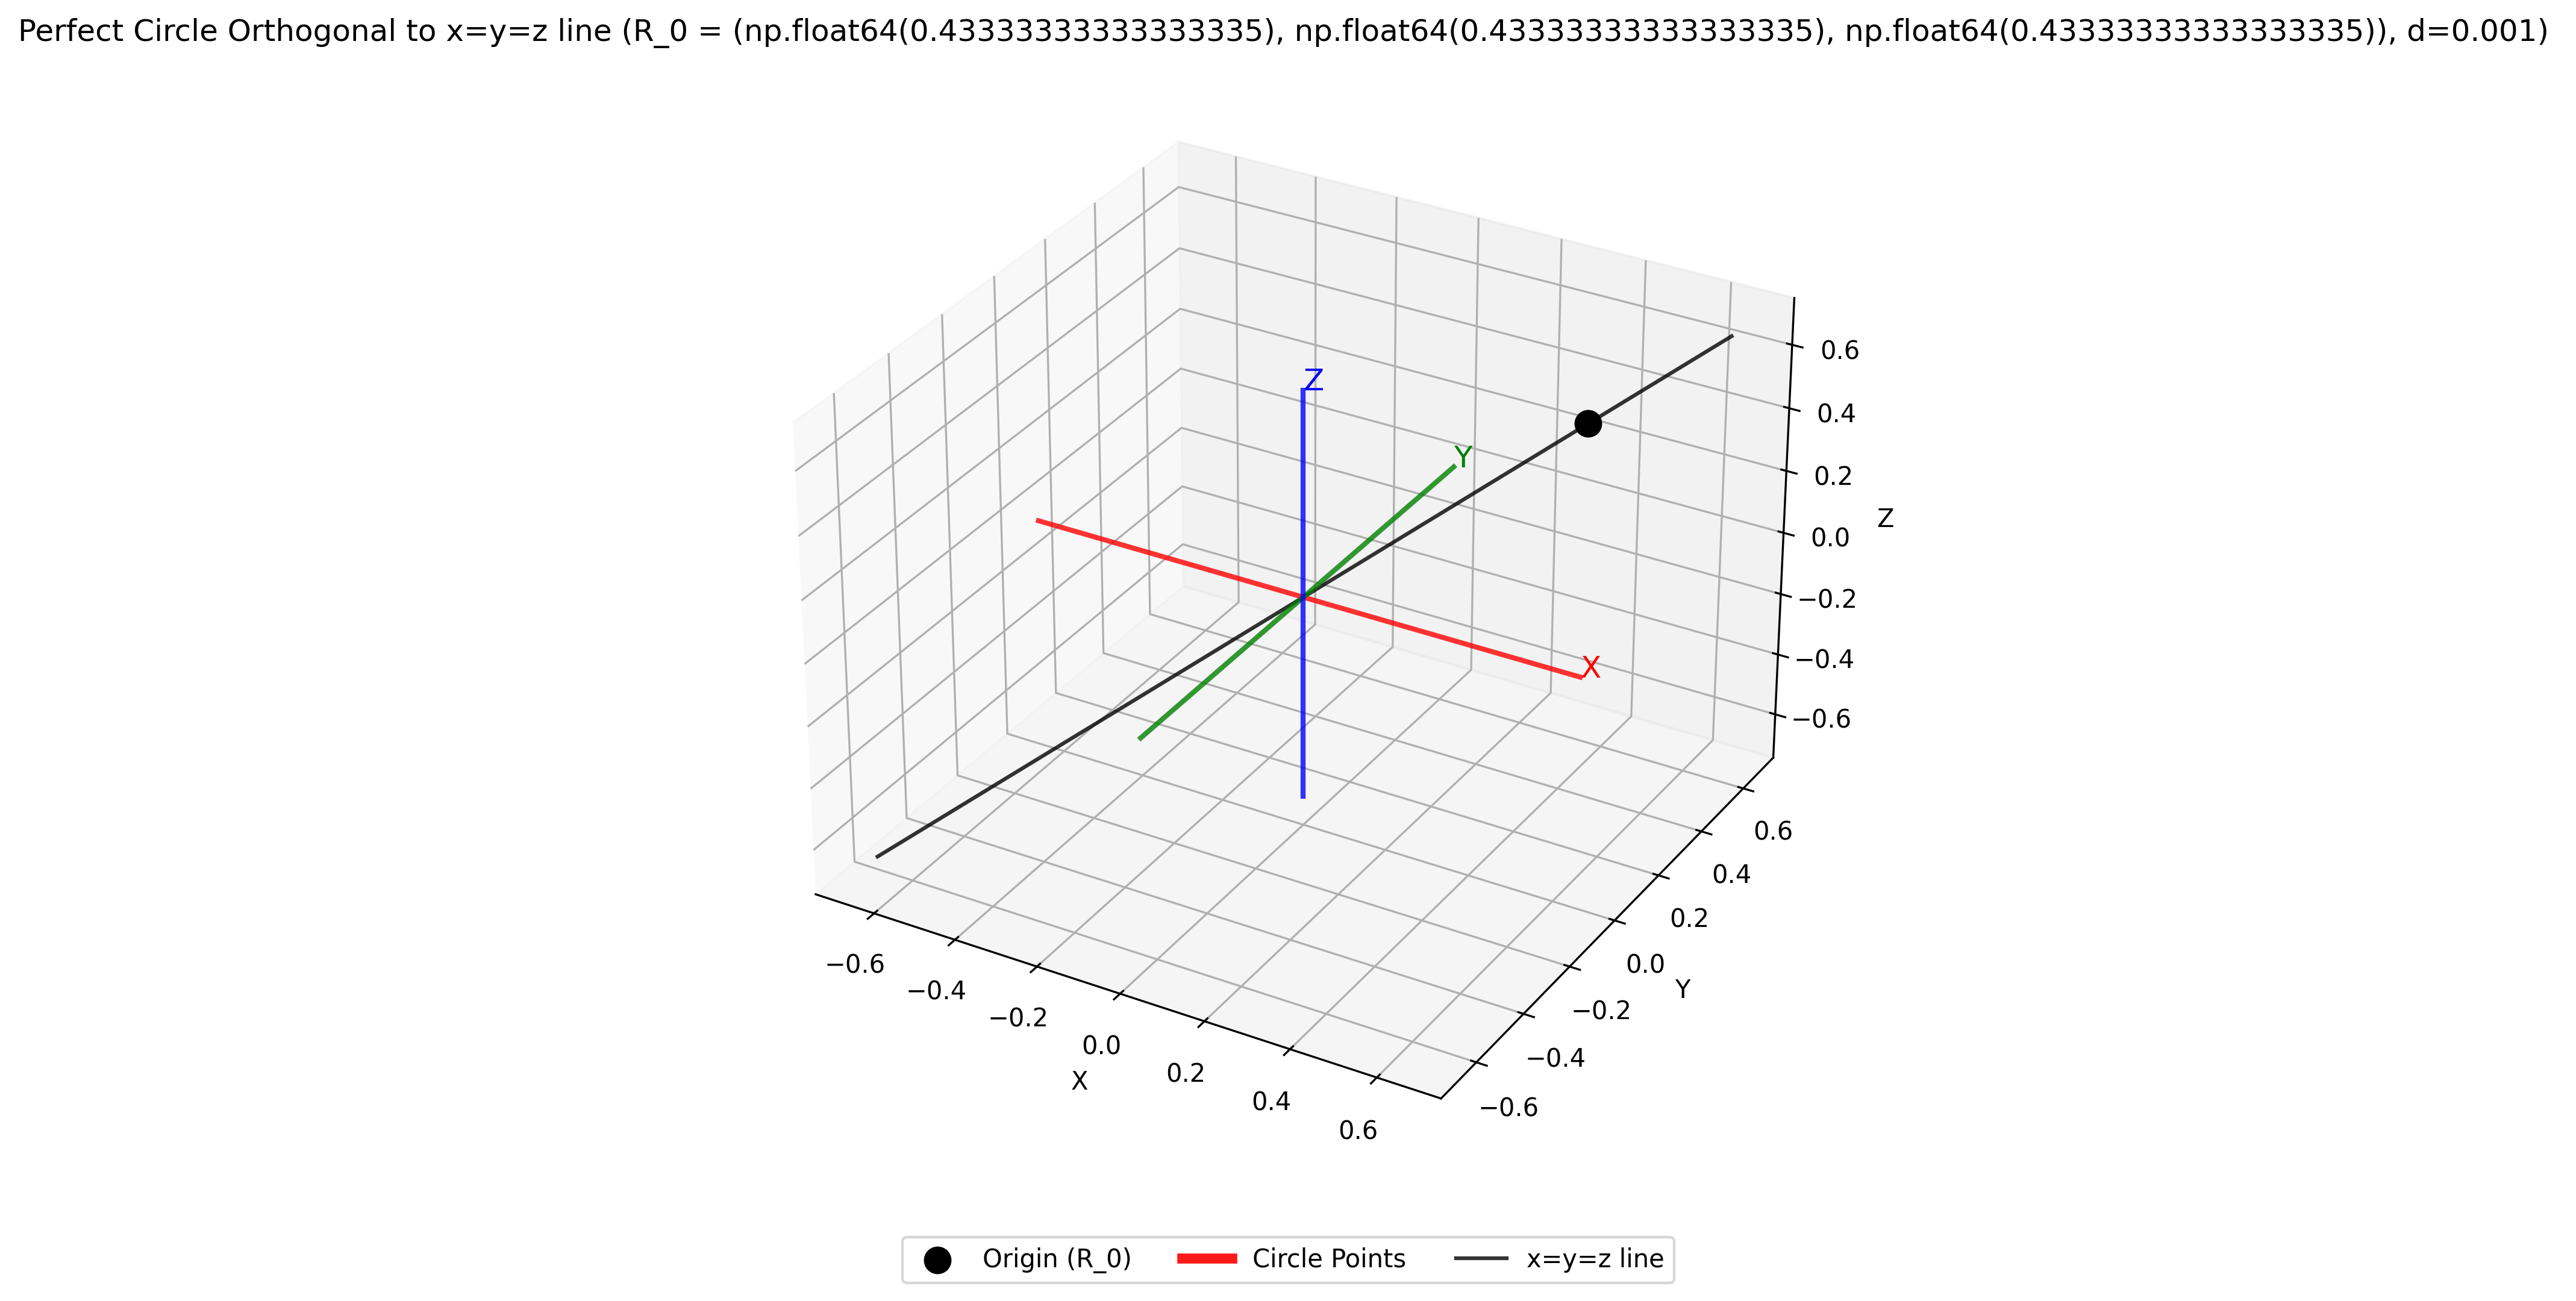 Perfect Circle Orthogonal to x=y=z line (R_0 = (np.float64(0.43333333333333335), np.float64(0.43333333333333335), np.float64(0.43333333333333335)), d=0.001)
Z
Y
X
0.6
0.4
0.2
0.0
−0.2
−0.4
−0.6
Z
0.6
0.4
0.2
0.0
−0.2
−0.4
−0.6
Y
−0.6
−0.4
−0.2
0.0
0.2
0.4
0.6
X
Origin (R_0) Circle Points x=y=z line